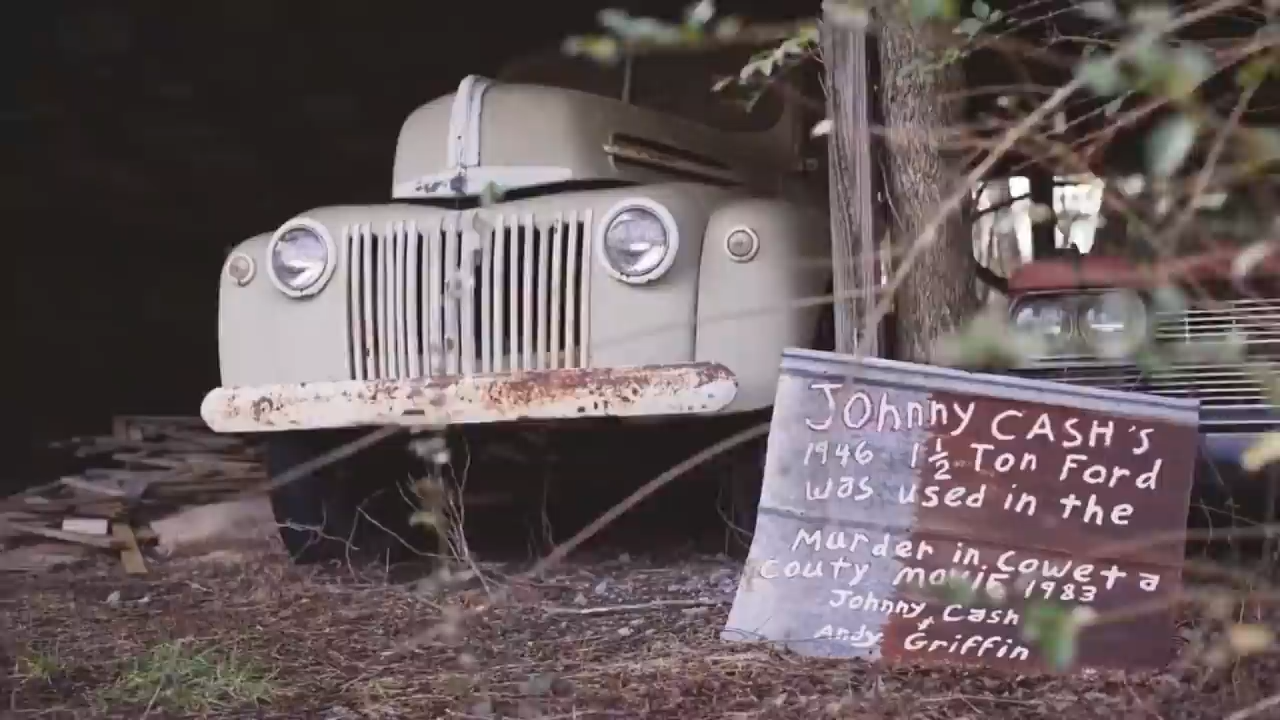 Johnny CASH's
1946 1½ Ton Ford
was used in the
Murder in Coweta
couty moviE 1983
Johnny Cash
&
Andy Griffin